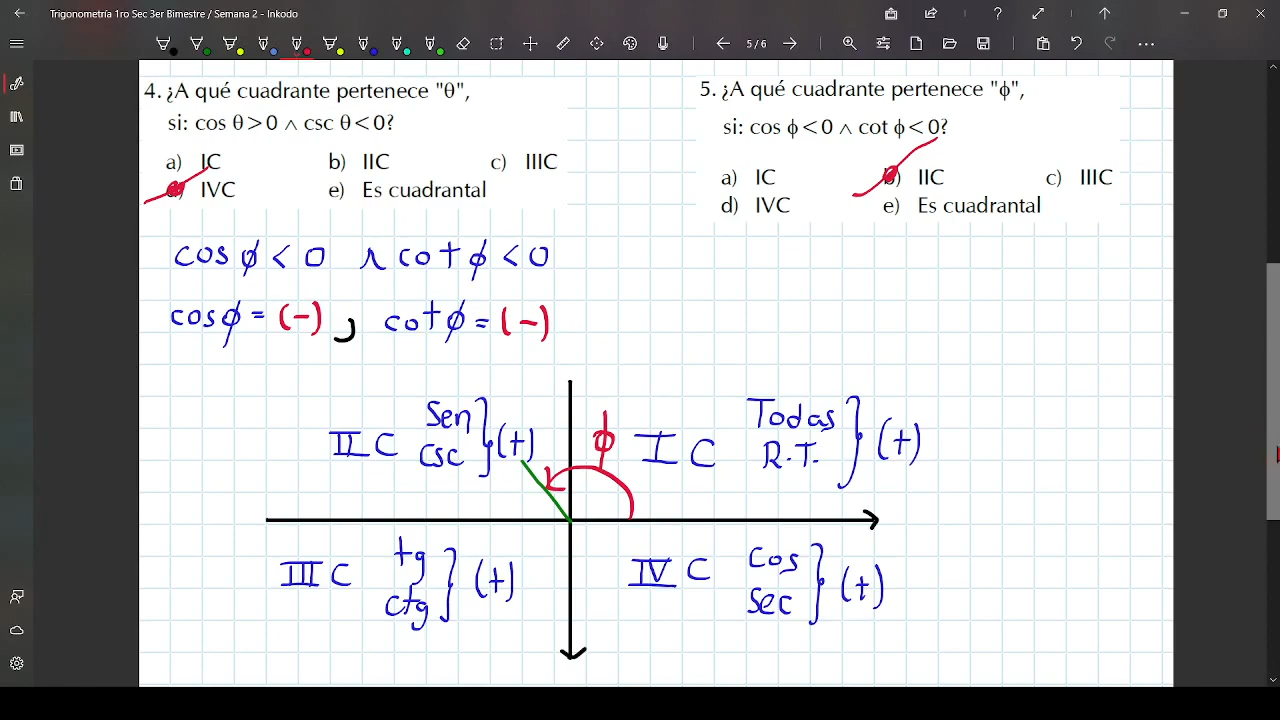 Trigonometría 1ro Sec 3er Bimestre / Semana 2 - Inkodo
5/6
4. ¿A qué cuadrante pertenece "θ",
si: cos θ>0 ∧ csc θ<0?
a) IC b) IIC c) IIIC
IVC e) Es cuadrantal
5. ¿A qué cuadrante pertenece "ϕ",
si: cos ϕ<0 ∧ cot ϕ<0?
a) IC b) IIC c) IIIC
d) IVC e) Es cuadrantal
cos ϕ < 0 ∧ cot ϕ < 0
cos ϕ = (-) , cot ϕ = (-)
II C Sen Csc } (+)
ϕ
I C Todas R.T. } (+)
III C tg ctg } (+)
IV C Cos Sec } (+)